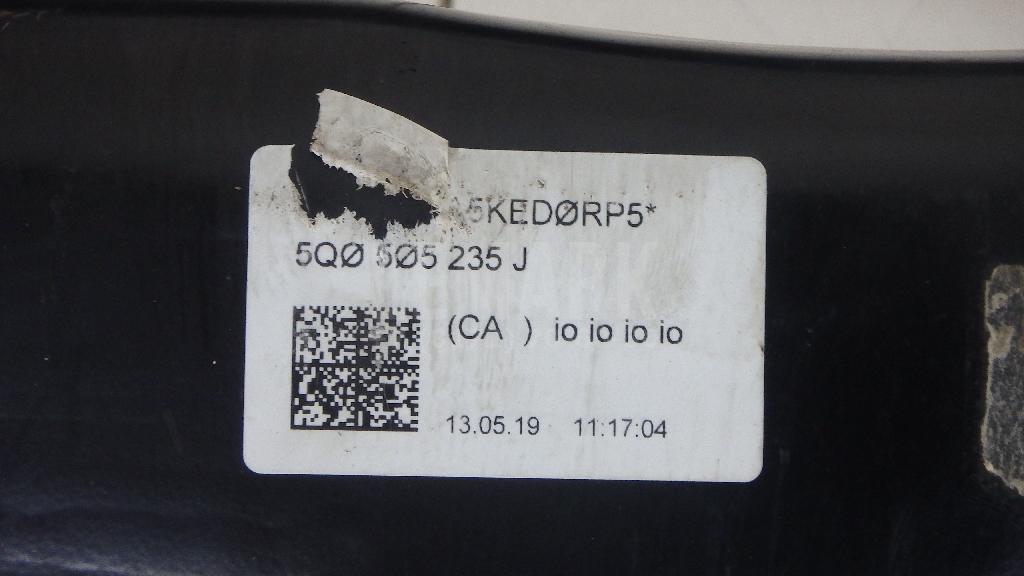 5KEDØRP5*
5QØ 5Ø5 235 J
(CA ) io io io io
13.05.19 11:17:04